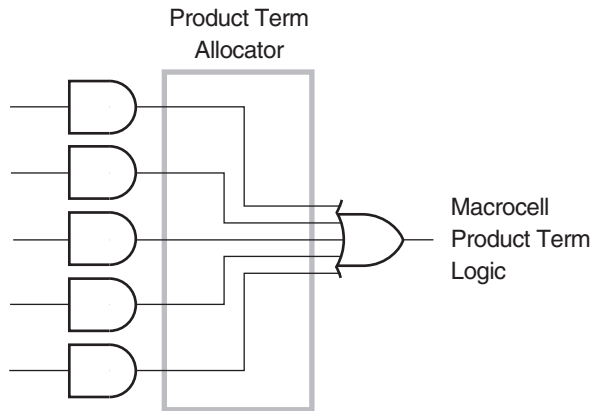 Product Term
Allocator
Macrocell
Product Term
Logic